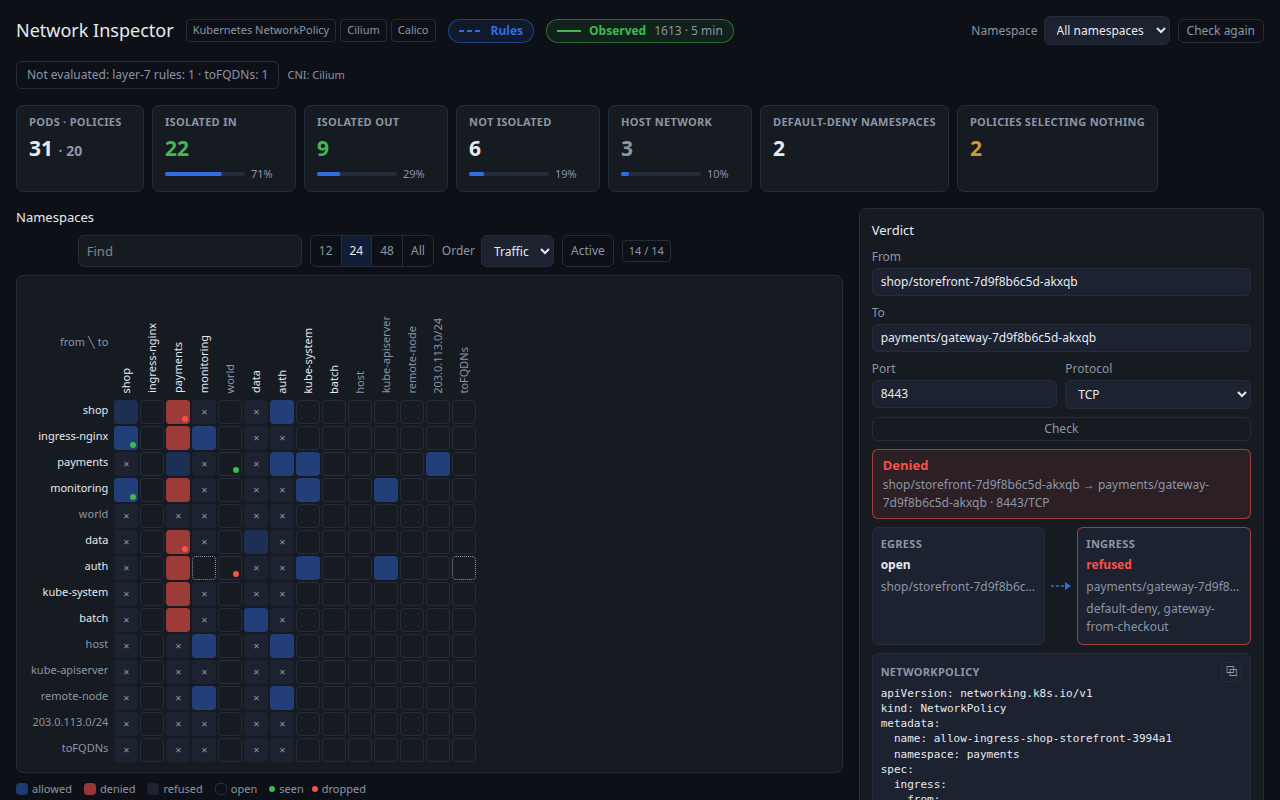 Network Inspector
Kubernetes NetworkPolicy
Cilium
Calico
Rules
Observed 1613 · 5 min
Namespace
All namespaces
Check again
Not evaluated: layer-7 rules: 1 · toFQDNs: 1
CNI: Cilium
PODS · POLICIES
31 · 20
ISOLATED IN
22
71%
ISOLATED OUT
9
29%
NOT ISOLATED
6
19%
HOST NETWORK
3
10%
DEFAULT-DENY NAMESPACES
2
POLICIES SELECTING NOTHING
2
Namespaces
Find
12
24
48
All
Order
Traffic
Active
14 / 14
from ╲ to
shop
ingress-nginx
payments
monitoring
world
data
auth
kube-system
batch
host
kube-apiserver
remote-node
203.0.113.0/24
toFQDNs
shop × ×
ingress-nginx × ×
payments × × ×
monitoring × ×
world × × × × × ×
data × × ×
auth × × ×
kube-system × × × ×
batch × × ×
host × × ×
kube-apiserver × × × × ×
remote-node × × ×
203.0.113.0/24 × × × × ×
toFQDNs × × × × ×
allowed
denied
refused
open
seen
dropped
Verdict
From
shop/storefront-7d9f8b6c5d-akxqb
To
payments/gateway-7d9f8b6c5d-akxqb
Port
Protocol
8443
TCP
Check
Denied
shop/storefront-7d9f8b6c5d-akxqb → payments/gateway-
7d9f8b6c5d-akxqb · 8443/TCP
EGRESS
open
shop/storefront-7d9f8b6c...
INGRESS
refused
payments/gateway-7d9f8...
default-deny, gateway-
from-checkout
NETWORKPOLICY
apiVersion: networking.k8s.io/v1
kind: NetworkPolicy
metadata:
name: allow-ingress-shop-storefront-3994a1
namespace: payments
spec:
ingress:
from: